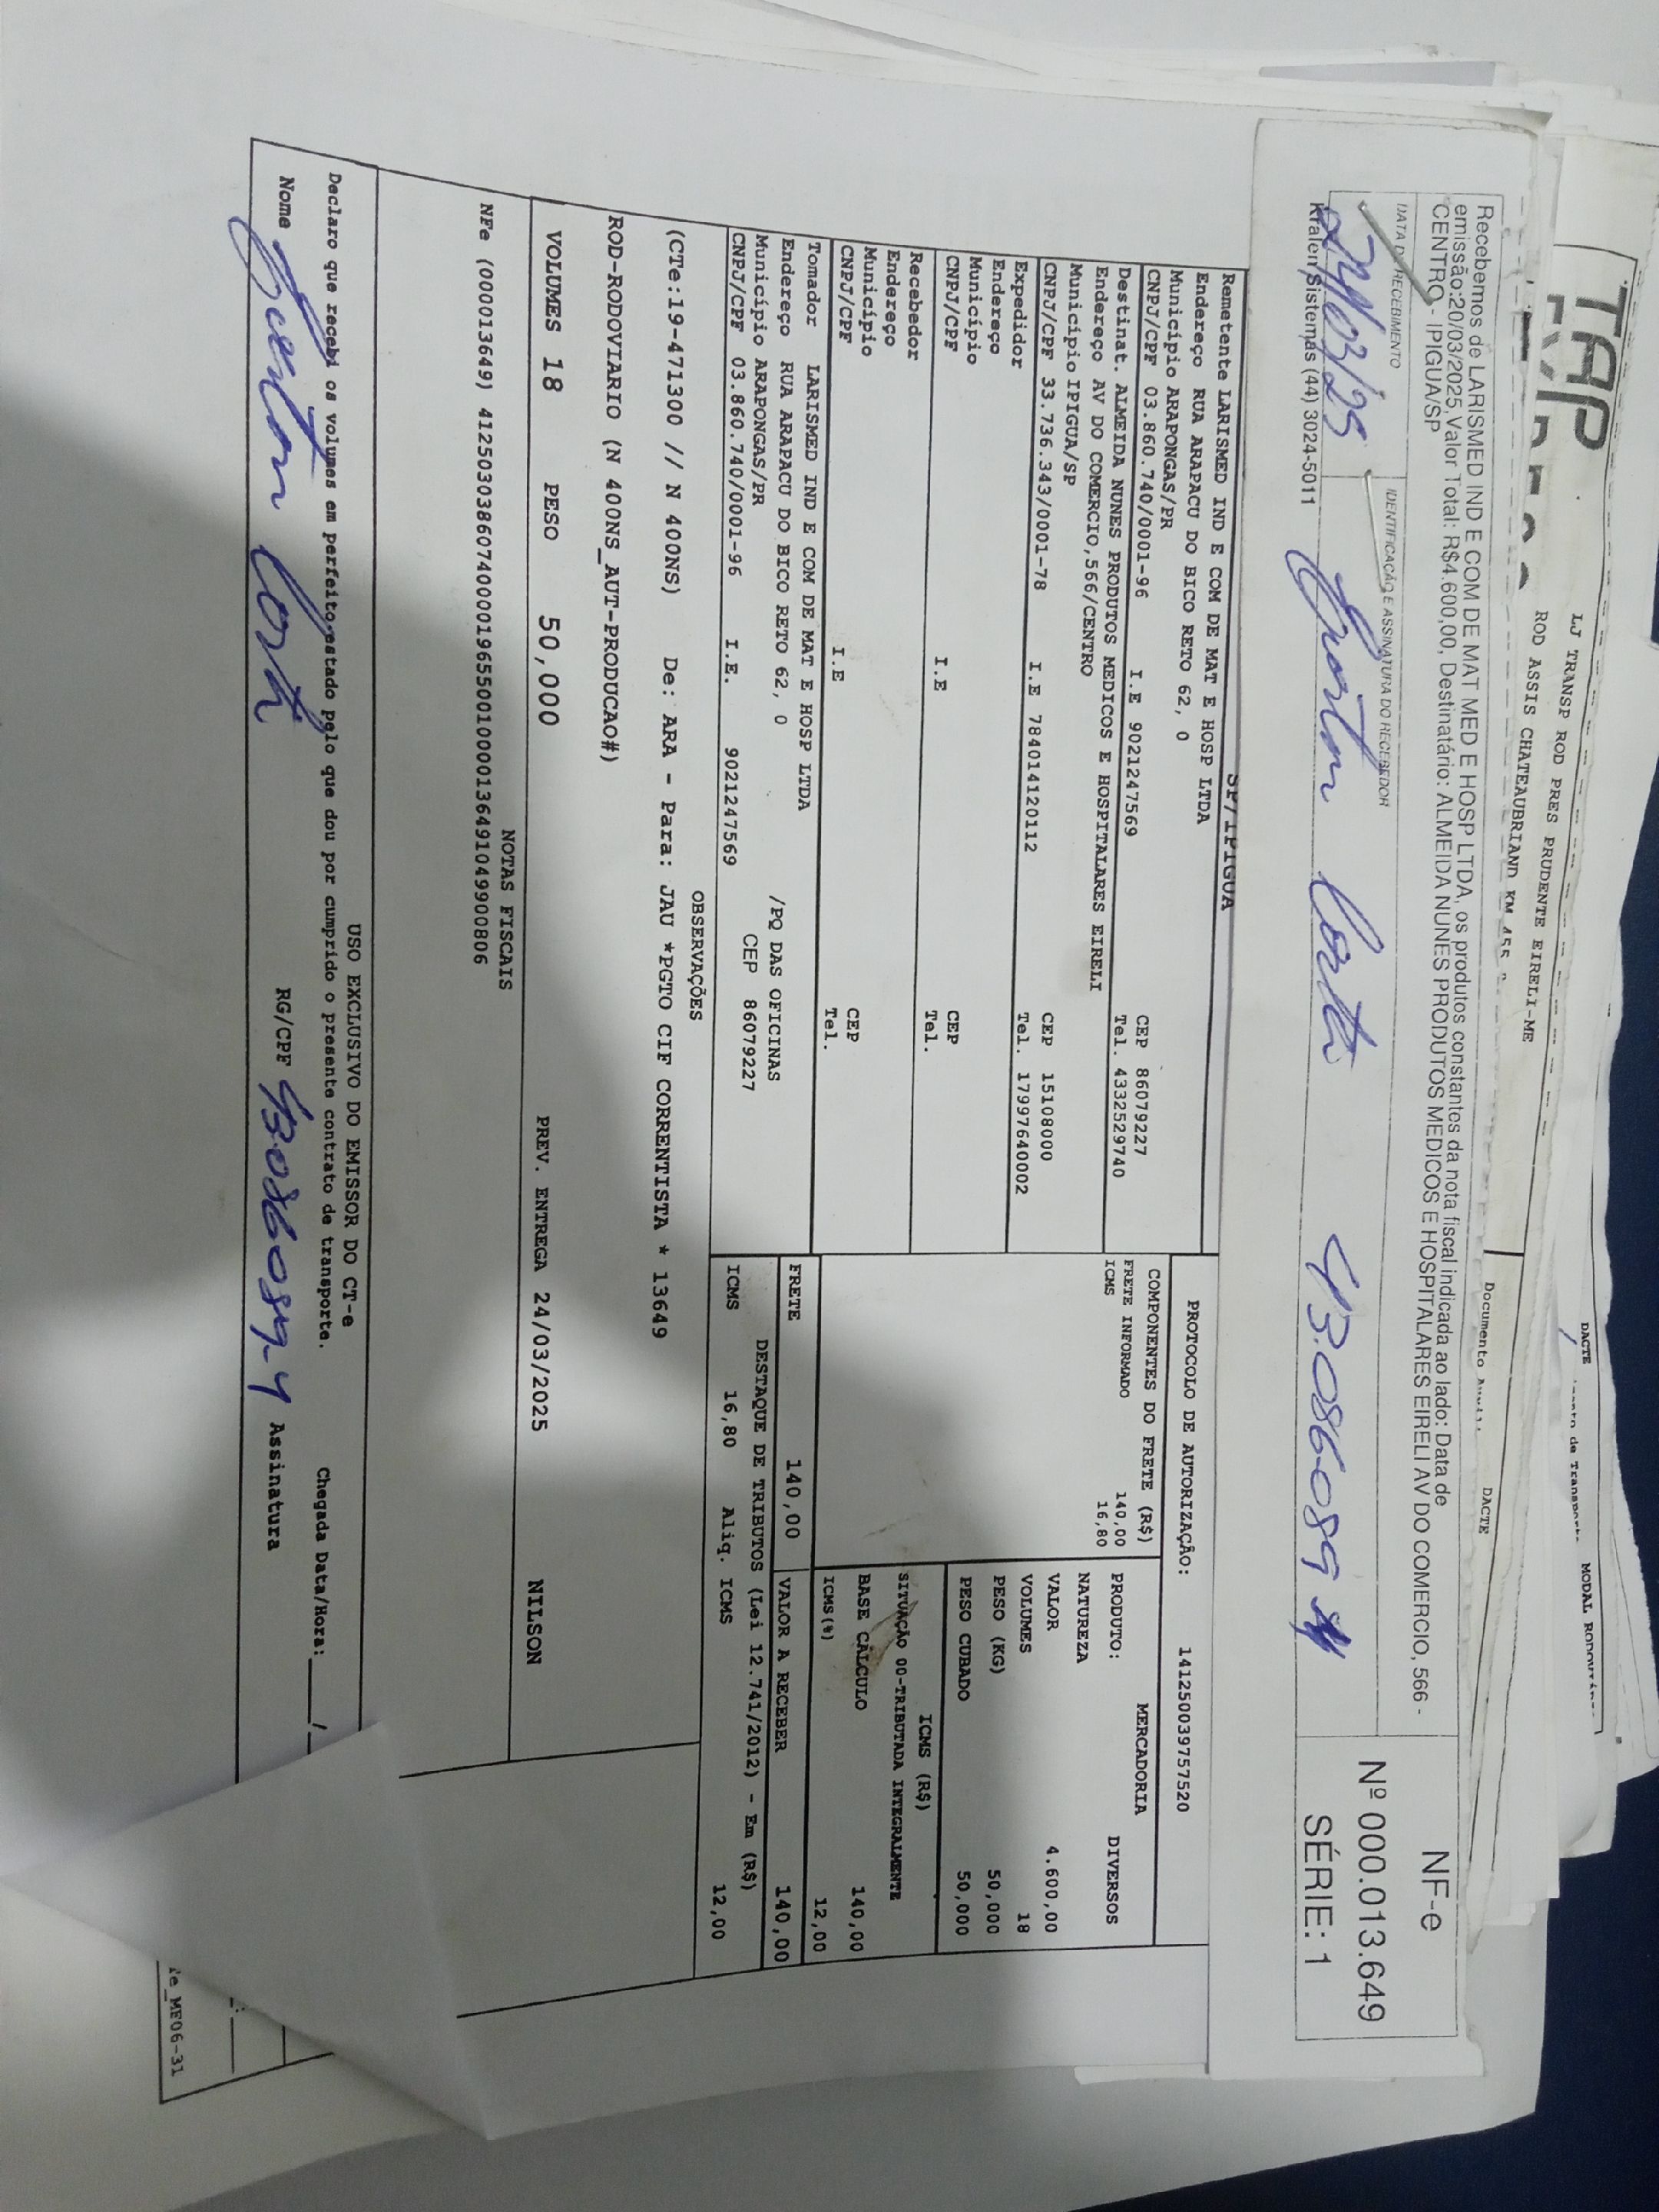 TAP
LJ TRANSP ROD PRES PRUDENTE EIRELI-ME
ROD ASSIS CHATEAUBRIAND KM 455
DACTE
MODAL
Documento
DACTE
Recebemos de LARISMED IND E COM DE MAT MED E HOSP LTDA, os produtos constantes da nota fiscal indicada ao lado: Data de
emissão:20/03/2025, Valor Total: R$4.600,00, Destinatário: ALMEIDA NUNES PRODUTOS MEDICOS E HOSPITALARES EIRELI AV DO COMERCIO, 566 -
CENTRO - IPIGUA/SP
NF-e
Nº 000.013.649
SÉRIE: 1
DATA DO RECEBIMENTO
IDENTIFICAÇÃO E ASSINATURA DO RECEBEDOR
24/03/25
43.086.089
Kralen Sistemas (44) 3024-5011
SP/IPIGUA
Remetente LARISMED IND E COM DE MAT E HOSP LTDA
Endereço RUA ARAPACU DO BICO RETO 62, 0
Município ARAPONGAS/PR CEP 86079227
CNPJ/CPF 03.860.740/0001-96 I.E 9021247569 Tel. 4332529740
Destinat. ALMEIDA NUNES PRODUTOS MEDICOS E HOSPITALARES EIRELI
Endereço AV DO COMERCIO,566/CENTRO
Município IPIGUA/SP CEP 15108000
CNPJ/CPF 33.736.343/0001-78 I.E 784014120112 Tel. 17997640002
Expedidor
Endereço
Município CEP
CNPJ/CPF I.E Tel.
Recebedor
Endereço
Município CEP
CNPJ/CPF I.E Tel.
Tomador LARISMED IND E COM DE MAT E HOSP LTDA
Endereço RUA ARAPACU DO BICO RETO 62, 0 /PQ DAS OFICINAS
Município ARAPONGAS/PR CEP 86079227
CNPJ/CPF 03.860.740/0001-96 I.E. 9021247569
PROTOCOLO DE AUTORIZAÇÃO: 141250039757520
COMPONENTES DO FRETE (R$)
FRETE INFORMADO 140,00
ICMS 16,80
MERCADORIA
PRODUTO: DIVERSOS
NATUREZA
VALOR 4.600,00
VOLUMES 18
PESO (KG) 50,000
PESO CUBADO 50,000
ICMS (R$)
SITUAÇÃO 00-TRIBUTADA INTEGRALMENTE
BASE CÁLCULO 140,00
ICMS(%) 12,00
FRETE 140,00 VALOR A RECEBER 140,00
DESTAQUE DE TRIBUTOS (Lei 12.741/2012) - Em (R$)
ICMS 16,80 Aliq. ICMS 12,00
OBSERVAÇÕES
(CTe:19-471300 // N 400NS) De: ARA - Para: JAU *PGTO CIF CORRENTISTA * 13649
ROD-RODOVIARIO (N 400NS_AUT-PRODUCAO#)
VOLUMES 18 PESO 50,000 PREV. ENTREGA 24/03/2025 NILSON
NOTAS FISCAIS
NFe (000013649) 41250303860740000196550010000136491049900806
USO EXCLUSIVO DO EMISSOR DO CT-e
Declaro que recebi os volumes em perfeito estado pelo que dou por cumprido o presente contrato de transporte. Chegada Data/Hora:____/
Nome RG/CPF 43.086.089-4 Assinatura
MF06-31